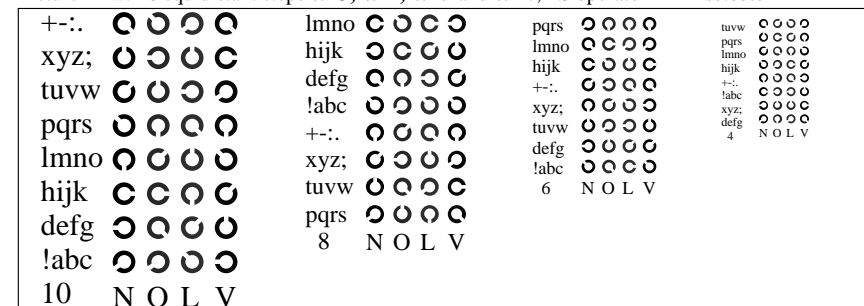 +-:.
xyz;
tuvw
pqrs
lmno
hijk
defg
!abc
10 N O L V
lmno
hijk
defg
!abc
+-:.
xyz;
tuvw
pqrs
8 N O L V
pqrs
lmno
hijk
+-:.
xyz;
tuvw
defg
!abc
6 N O L V
tuvw
pqrs
lmno
hijk
+-:.
!abc
xyz;
defg
4 N O L V